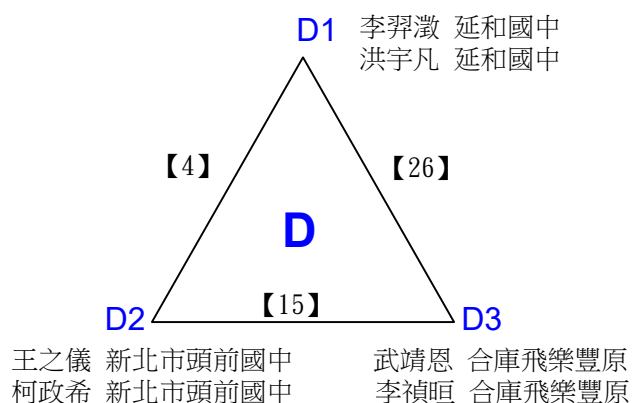 D1 李羿澂 延和國中
洪宇凡 延和國中
【4】 【26】
D
【15】
D2 D3
王之儀 新北市頭前國中 武靖恩 合庫飛樂豐原
柯政希 新北市頭前國中 李禎晅 合庫飛樂豐原